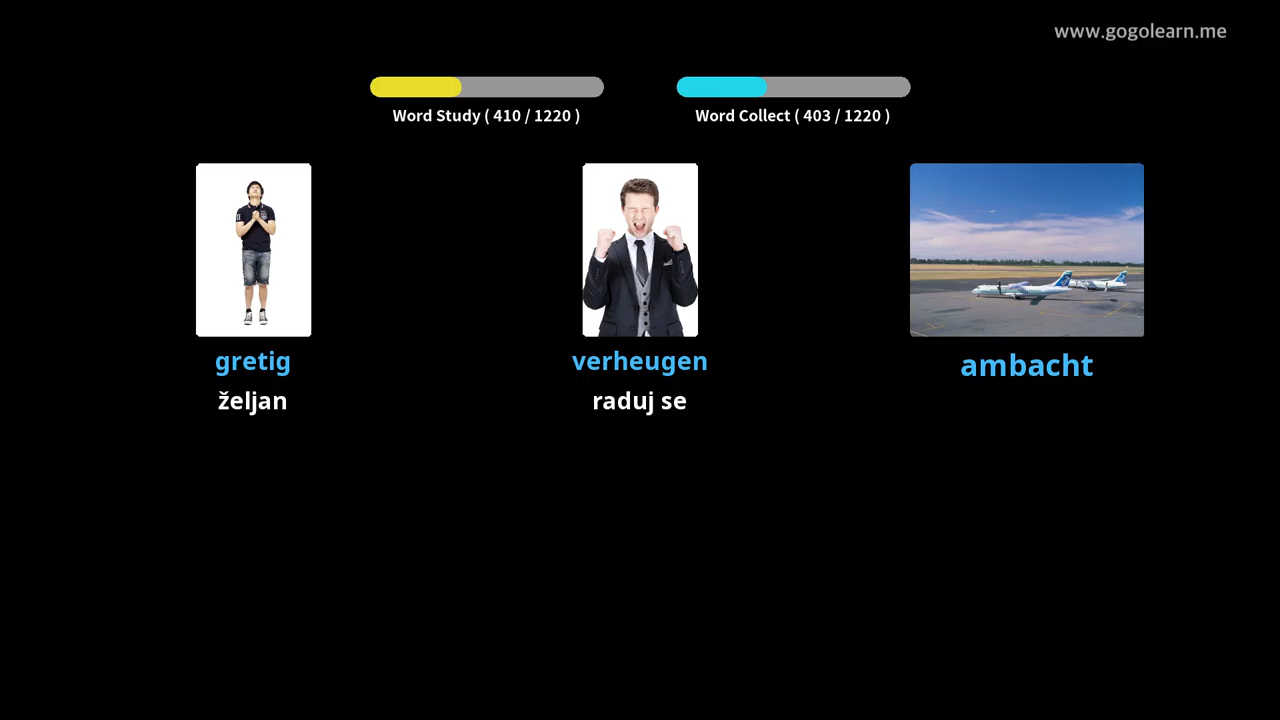 www.gogolearn.me
Word Study ( 410 / 1220 )
Word Collect ( 403 / 1220 )
gretig
željan
verheugen
raduj se
ambacht